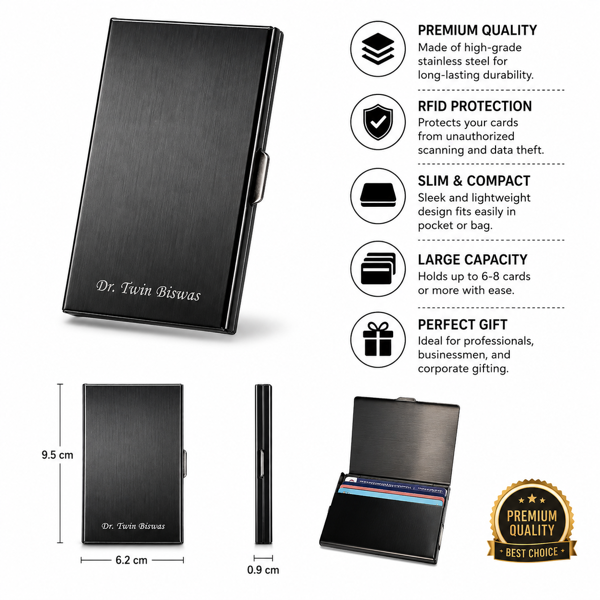 Dr. Twin Biswas
PREMIUM QUALITY
Made of high-grade
stainless steel for
long-lasting durability.
RFID PROTECTION
Protects your cards
from unauthorized
scanning and data theft.
SLIM & COMPACT
Sleek and lightweight
design fits easily in
pocket or bag.
LARGE CAPACITY
Holds up to 6-8 cards
or more with ease.
PERFECT GIFT
Ideal for professionals,
businessmen, and
corporate gifting.
9.5 cm
Dr. Twin Biswas
6.2 cm
0.9 cm
PREMIUM
QUALITY
BEST CHOICE